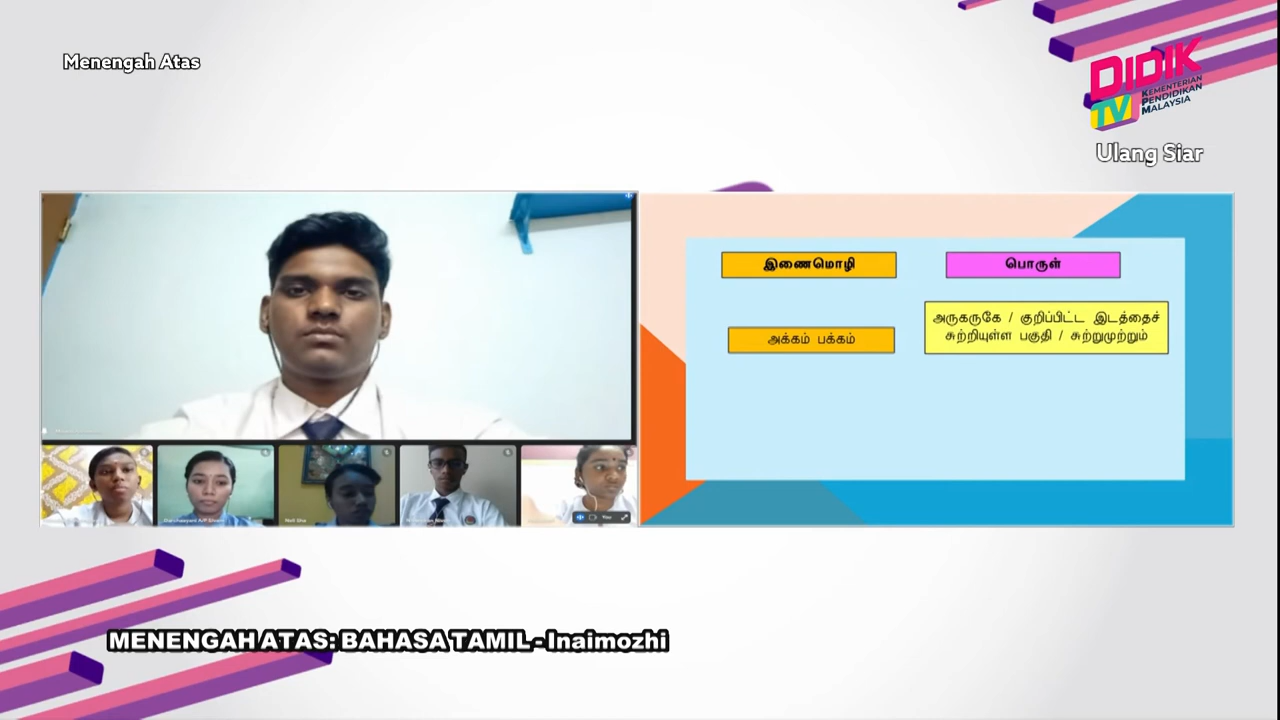 Menengah Atas
DIDIK
TV
KEMENTERIAN
PENDIDIKAN
MALAYSIA
Ulang Siar
இணைமொழி
பொருள்
அக்கம் பக்கம்
அருகருகே / குறிப்பிட்ட இடத்தைச்
சுற்றியுள்ள பகுதி / சுற்றுமுற்றும்
You
MENENGAH ATAS: BAHASA TAMIL - Inaimozhi